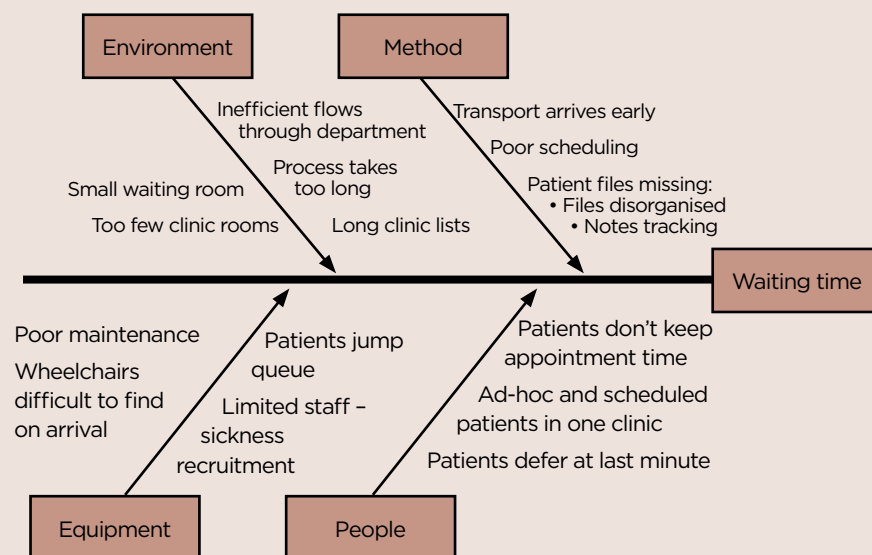 Environment
Method
Inefficient flows
through department
Process takes
too long
Small waiting room
Too few clinic rooms
Long clinic lists
Transport arrives early
Poor scheduling
Patient files missing:
• Files disorganised
• Notes tracking
Waiting time
Poor maintenance
Wheelchairs
difficult to find
on arrival
Patients jump
queue
Limited staff –
sickness
recruitment
Patients don’t keep
appointment time
Ad-hoc and scheduled
patients in one clinic
Patients defer at last minute
Equipment
People